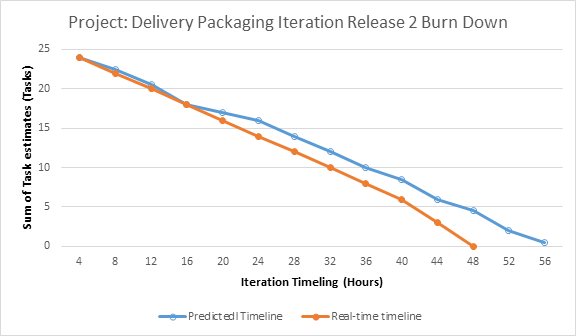 Project: Delivery Packaging Iteration Release 2 Burn Down
25
20
15
10
5
0
Sum of Task estimates (Tasks)
4 8 12 16 20 24 28 32 36 40 44 48 52 56
Iteration Timeling (Hours)
Predictedl Timeline Real-time timeline